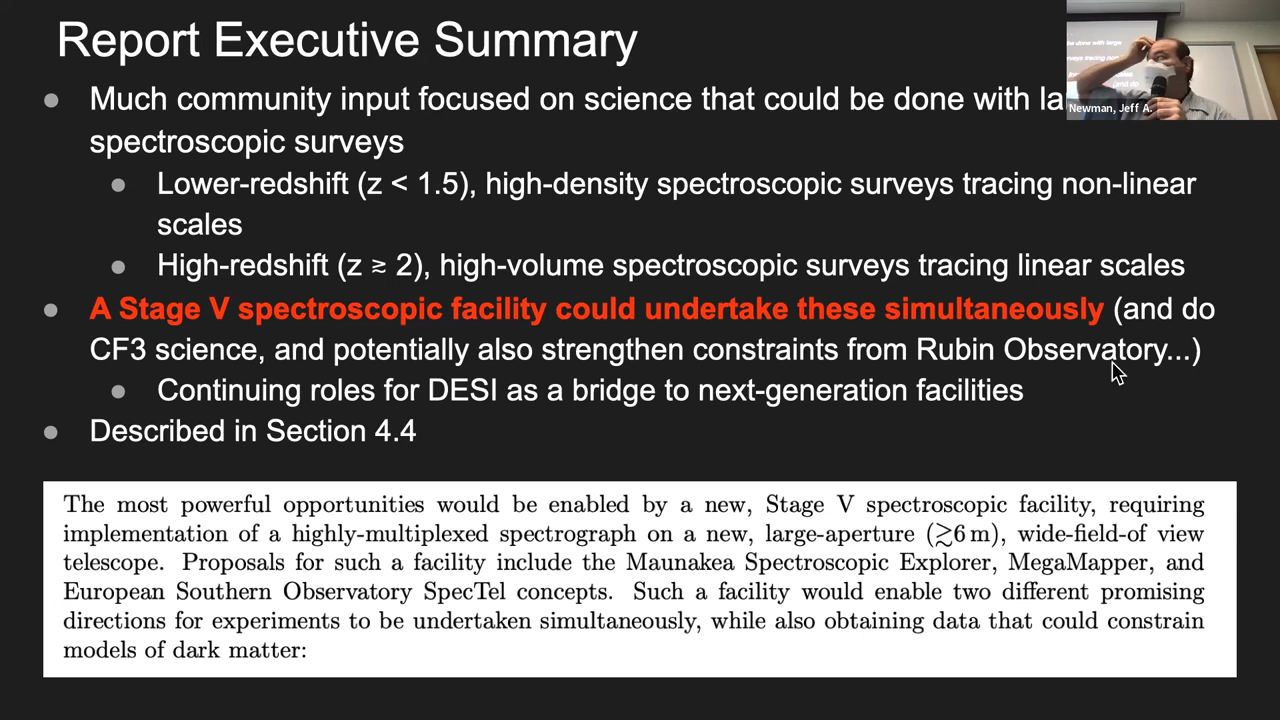 Report Executive Summary
Much community input focused on science that could be done with la
spectroscopic surveys
Lower-redshift (z < 1.5), high-density spectroscopic surveys tracing non-linear
scales
High-redshift (z ≳ 2), high-volume spectroscopic surveys tracing linear scales
A Stage V spectroscopic facility could undertake these simultaneously (and do
CF3 science, and potentially also strengthen constraints from Rubin Observatory...)
Continuing roles for DESI as a bridge to next-generation facilities
Described in Section 4.4
The most powerful opportunities would be enabled by a new, Stage V spectroscopic facility, requiring
implementation of a highly-multiplexed spectrograph on a new, large-aperture (≳6 m), wide-field-of view
telescope. Proposals for such a facility include the Maunakea Spectroscopic Explorer, MegaMapper, and
European Southern Observatory SpecTel concepts. Such a facility would enable two different promising
directions for experiments to be undertaken simultaneously, while also obtaining data that could constrain
models of dark matter:
be done with large
(and do
Newman, Jeff A.